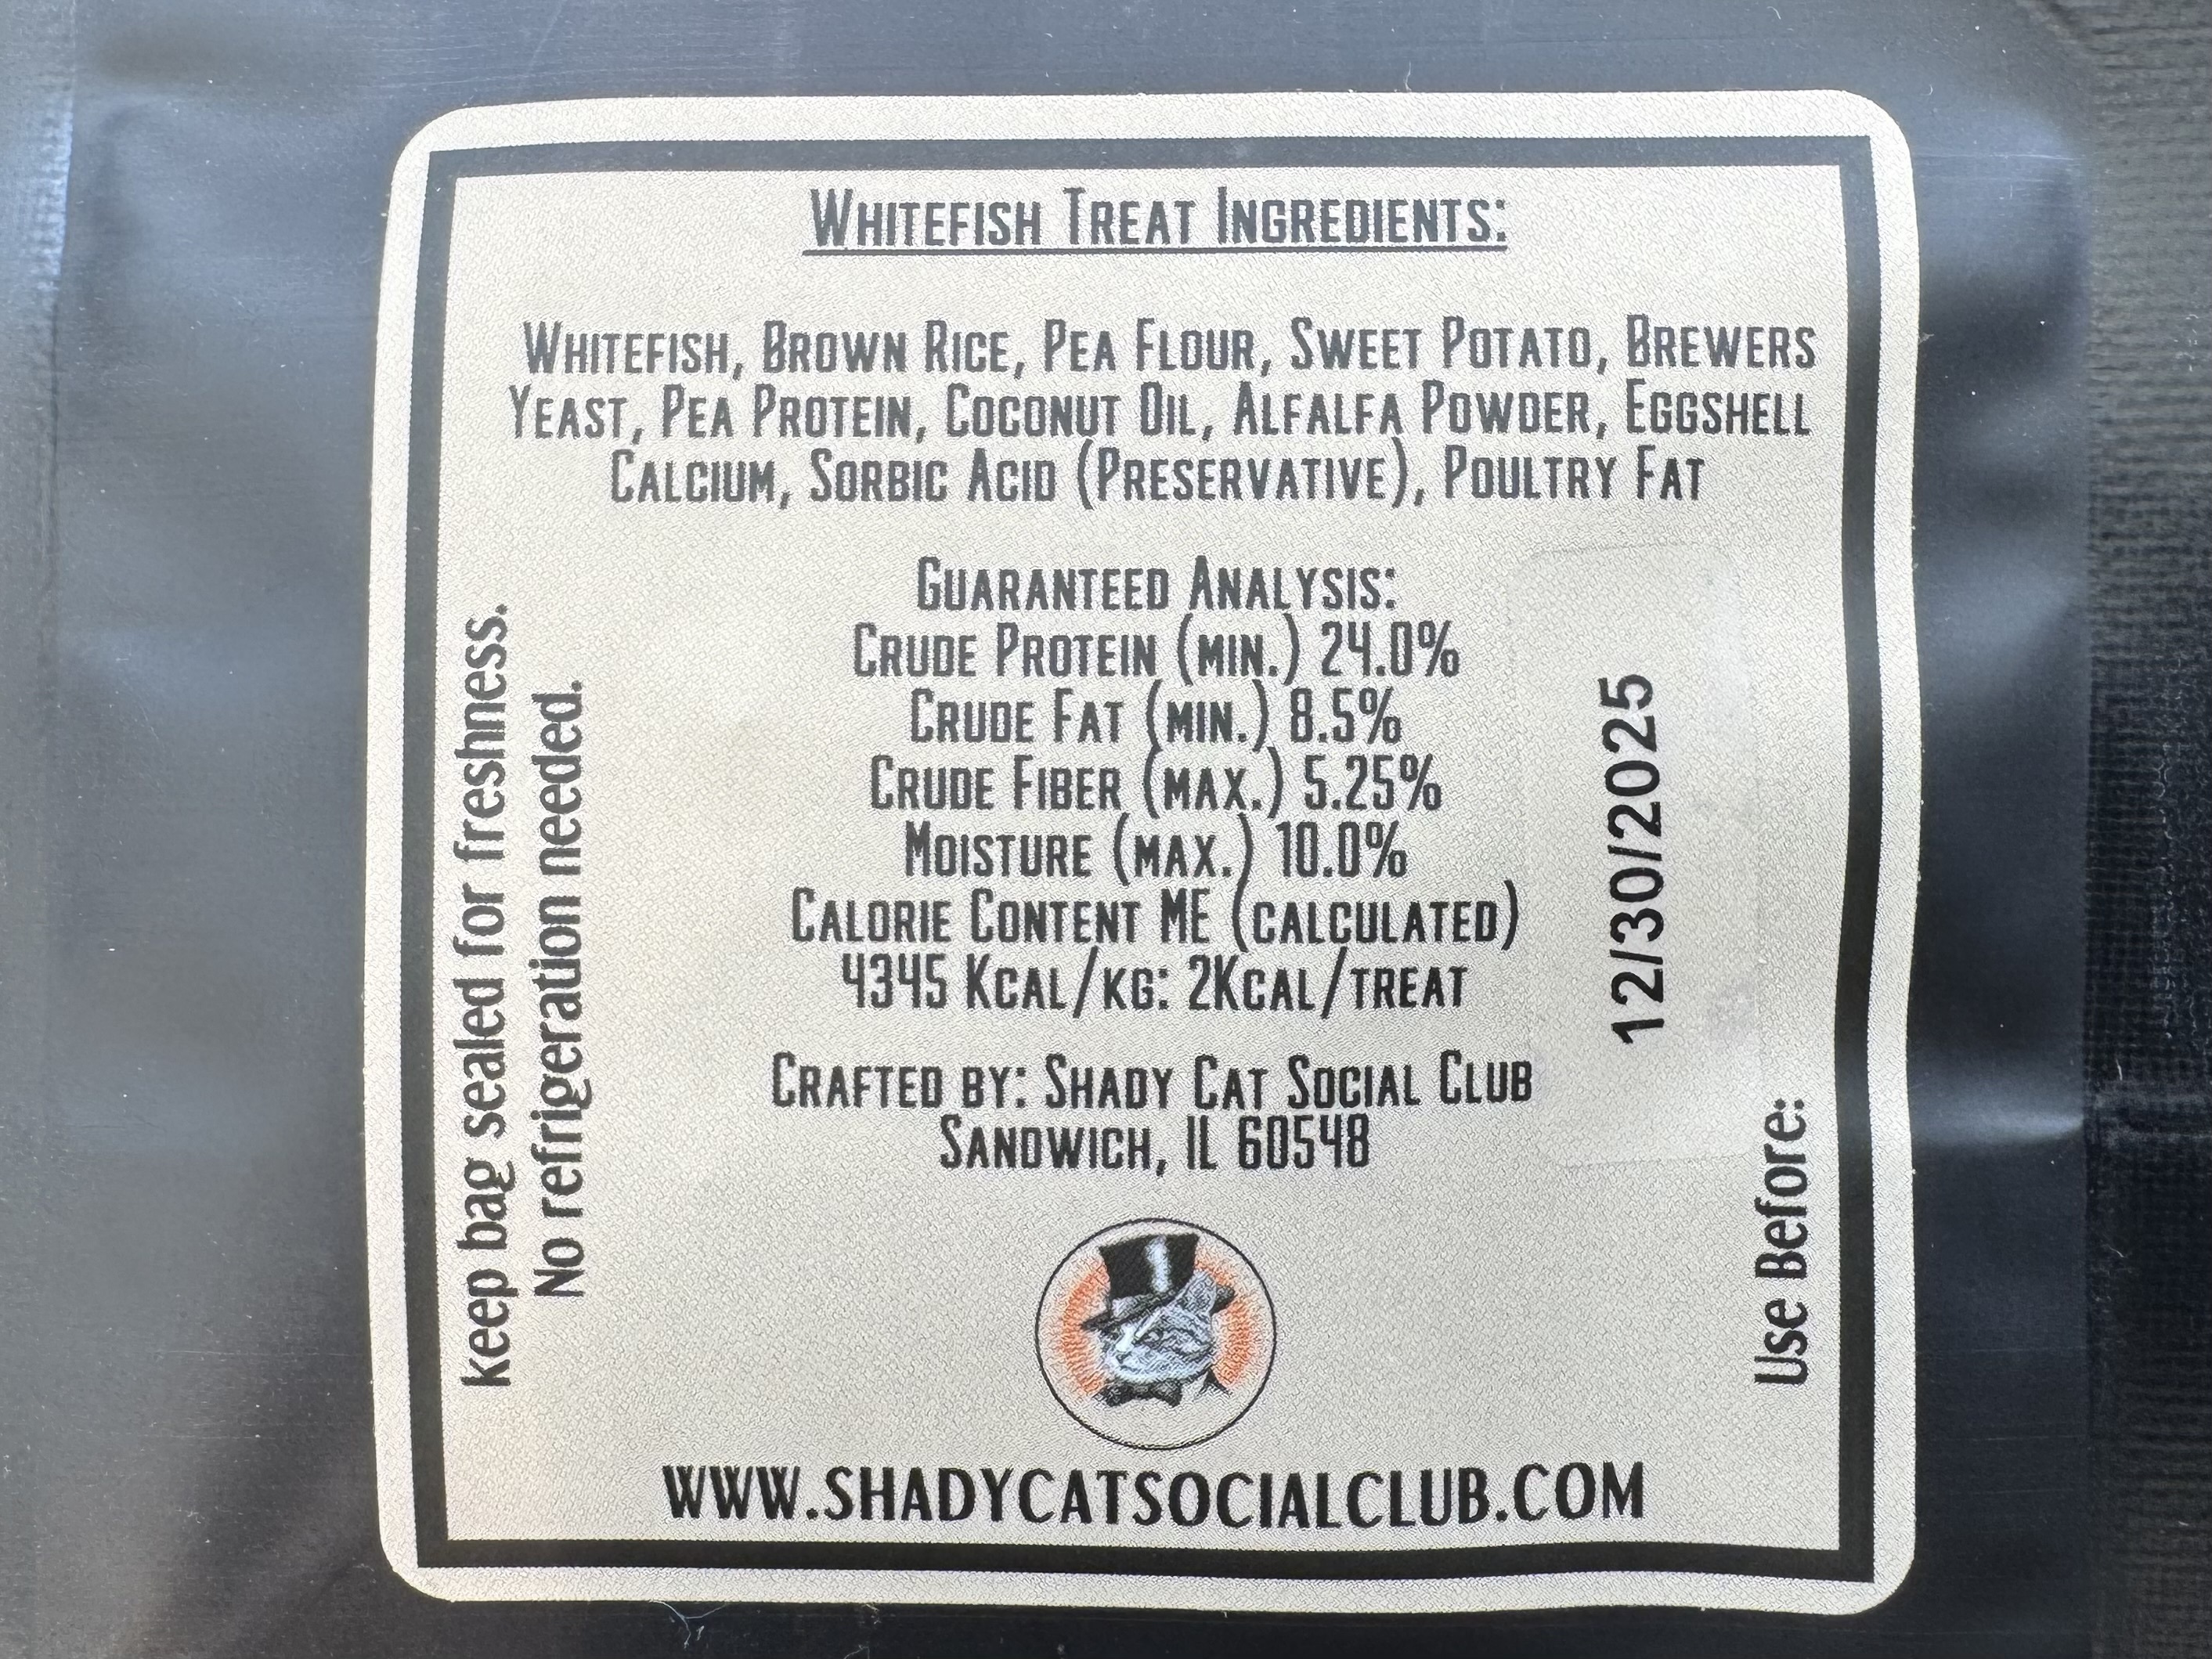 Whitefish Treat Ingredients:
Whitefish, Brown Rice, Pea Flour, Sweet Potato, Brewers
Yeast, Pea Protein, Coconut Oil, Alfalfa Powder, Eggshell
Calcium, Sorbic Acid (Preservative), Poultry Fat
Guaranteed Analysis:
Crude Protein (min.) 24.0%
Crude Fat (min.) 8.5%
Crude Fiber (max.) 5.25%
Moisture (max.) 10.0%
Calorie Content ME (calculated)
4345 Kcal/kg: 2Kcal/treat
Crafted by: Shady Cat Social Club
Sandwich, IL 60548
WWW.SHADYCATSOCIALCLUB.COM
keep bag sealed for freshness.
No refrigeration needed.
Use Before:
12/30/2025